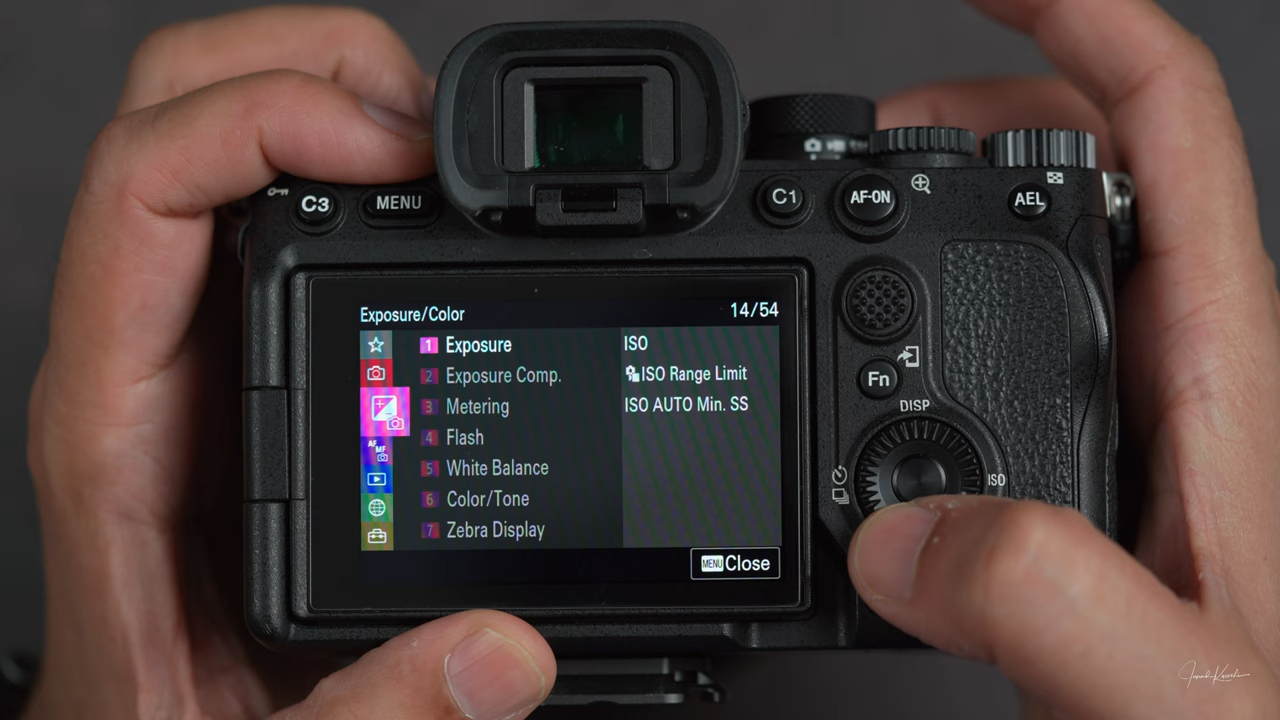 C3
MENU
C1
AF-ON
AEL
Exposure/Color
14/54
1 Exposure
ISO
2 Exposure Comp.
ISO Range Limit
3 Metering
ISO AUTO Min. SS
4 Flash
AF
MF
5 White Balance
6 Color/Tone
7 Zebra Display
MENU Close
Fn
DISP
ISO